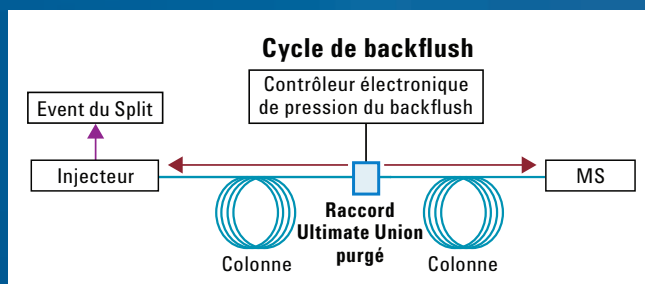 Cycle de backflush
Contrôleur électronique
de pression du backflush
Event du Split
Injecteur
MS
Raccord
Ultimate Union
purgé
Colonne
Colonne